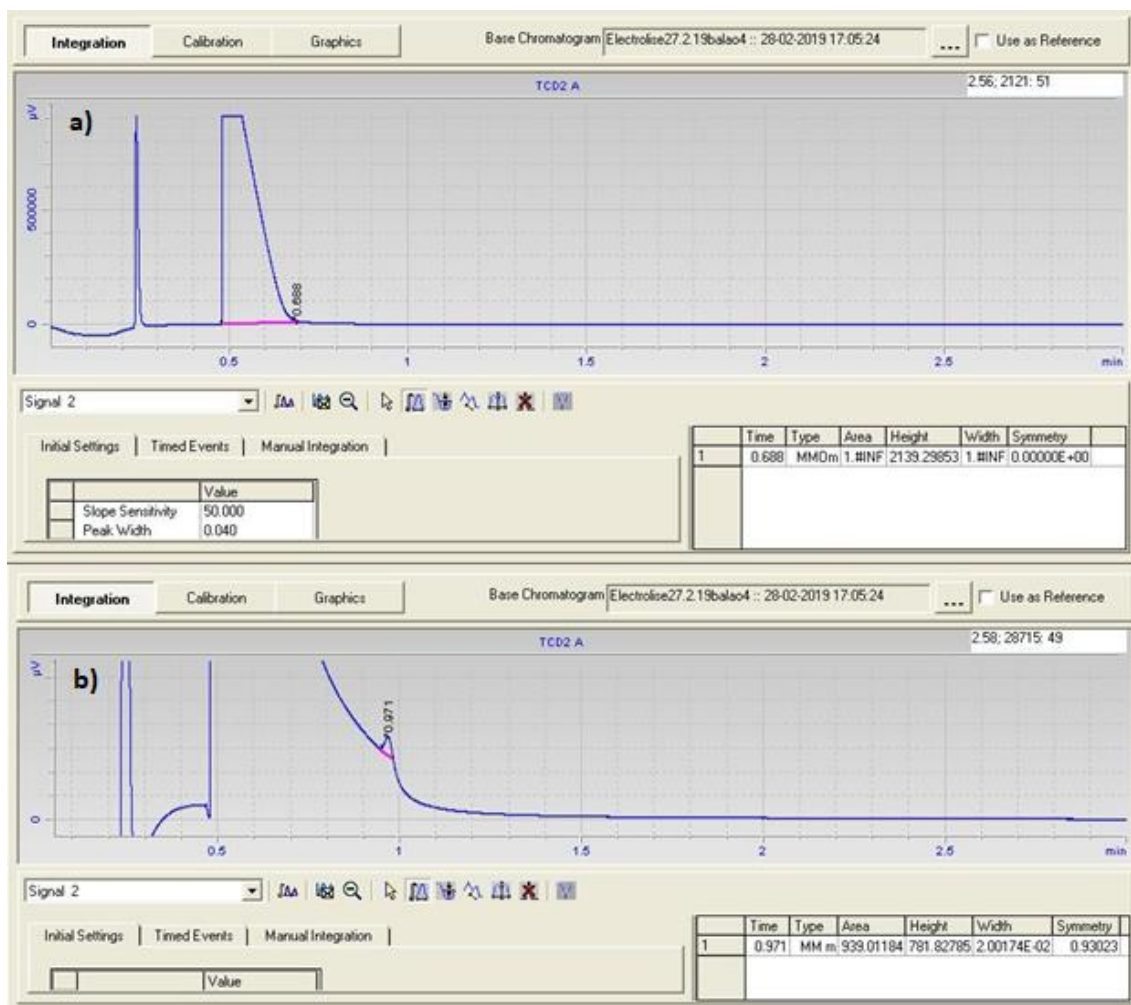 Integration Calibration Graphics Base Chromatogram Electrolise27.2.19balao4 :: 28-02-2019 17:05:24 ... Use as Reference
TCD2 A 2.56; 2121: 51
µV
a)
500000
0
0.688
0.5 1 1.5 2 2.5 min
Signal 2
Initial Settings Timed Events Manual Integration
Time Type Area Height Width Symmetry
1 0.688 MMOm 1.#INF 2139.29853 1.#INF 0.00000E+00
Value
Slope Sensitivity 50.000
Peak Width 0.040
Integration Calibration Graphics Base Chromatogram Electrolise27.2.19balao4 :: 28-02-2019 17:05:24 ... Use as Reference
TCD2 A 2.58; 28715: 49
µV
b)
0.971
0
0.5 1 1.5 2 2.5 min
Signal 2
Initial Settings Timed Events Manual Integration
Time Type Area Height Width Symmetry
1 0.971 MM m 939.01184 781.82785 2.00174E-02 0.93023
Value